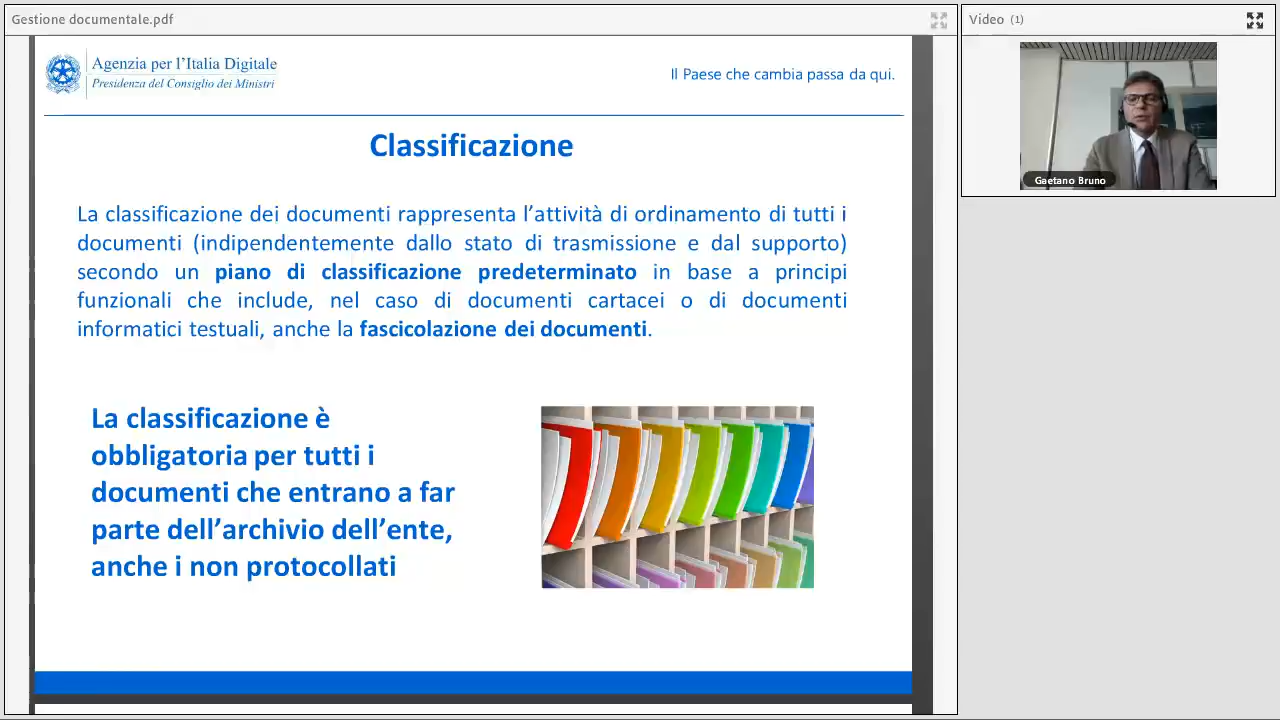 Gestione documentale.pdf
Video (1)
Agenzia per l'Italia Digitale
Presidenza del Consiglio dei Ministri
Il Paese che cambia passa da qui.
Classificazione
La classificazione dei documenti rappresenta l’attività di ordinamento di tutti i
documenti (indipendentemente dallo stato di trasmissione e dal supporto)
secondo un piano di classificazione predeterminato in base a principi
funzionali che include, nel caso di documenti cartacei o di documenti
informatici testuali, anche la fascicolazione dei documenti.
La classificazione è
obbligatoria per tutti i
documenti che entrano a far
parte dell’archivio dell’ente,
anche i non protocollati
Gaetano Bruno